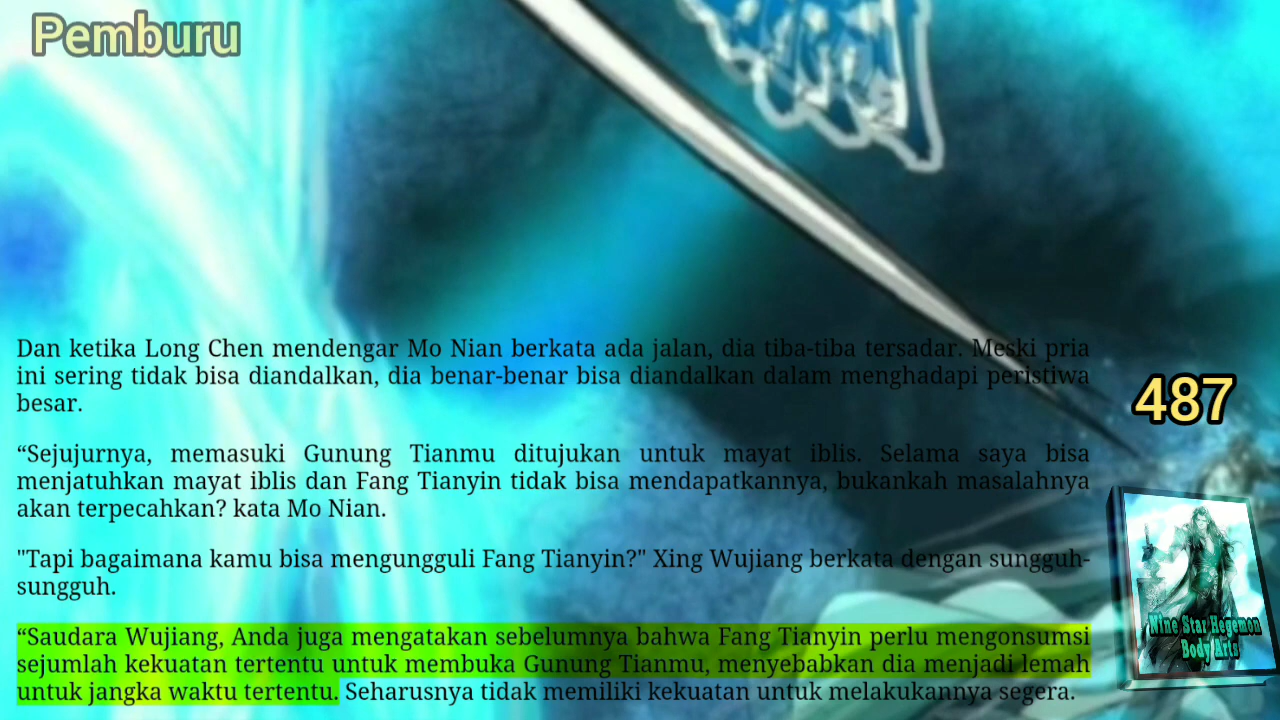 Pemburu
Dan ketika Long Chen mendengar Mo Nian berkata ada jalan, dia tiba-tiba tersadar. Meski pria
ini sering tidak bisa diandalkan, dia benar-benar bisa diandalkan dalam menghadapi peristiwa
besar.
487
“Sejujurnya, memasuki Gunung Tianmu ditujukan untuk mayat iblis. Selama saya bisa
menjatuhkan mayat iblis dan Fang Tianyin tidak bisa mendapatkannya, bukankah masalahnya
akan terpecahkan? kata Mo Nian.
"Tapi bagaimana kamu bisa mengungguli Fang Tianyin?" Xing Wujiang berkata dengan sungguh-
sungguh.
“Saudara Wujiang, Anda juga mengatakan sebelumnya bahwa Fang Tianyin perlu mengonsumsi
sejumlah kekuatan tertentu untuk membuka Gunung Tianmu, menyebabkan dia menjadi lemah
untuk jangka waktu tertentu. Seharusnya tidak memiliki kekuatan untuk melakukannya segera.
Nine Star Hegemon
Body Arts